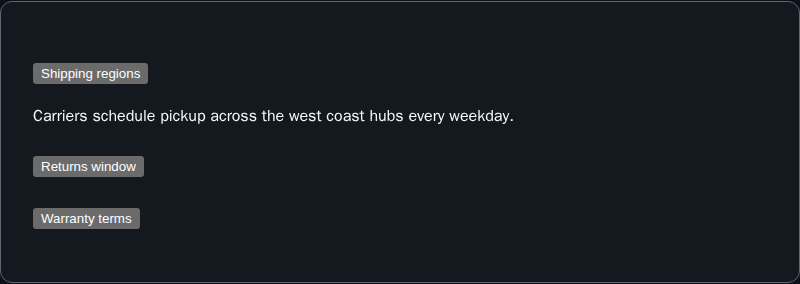 Shipping regions
Carriers schedule pickup across the west coast hubs every weekday.
Returns window
Warranty terms